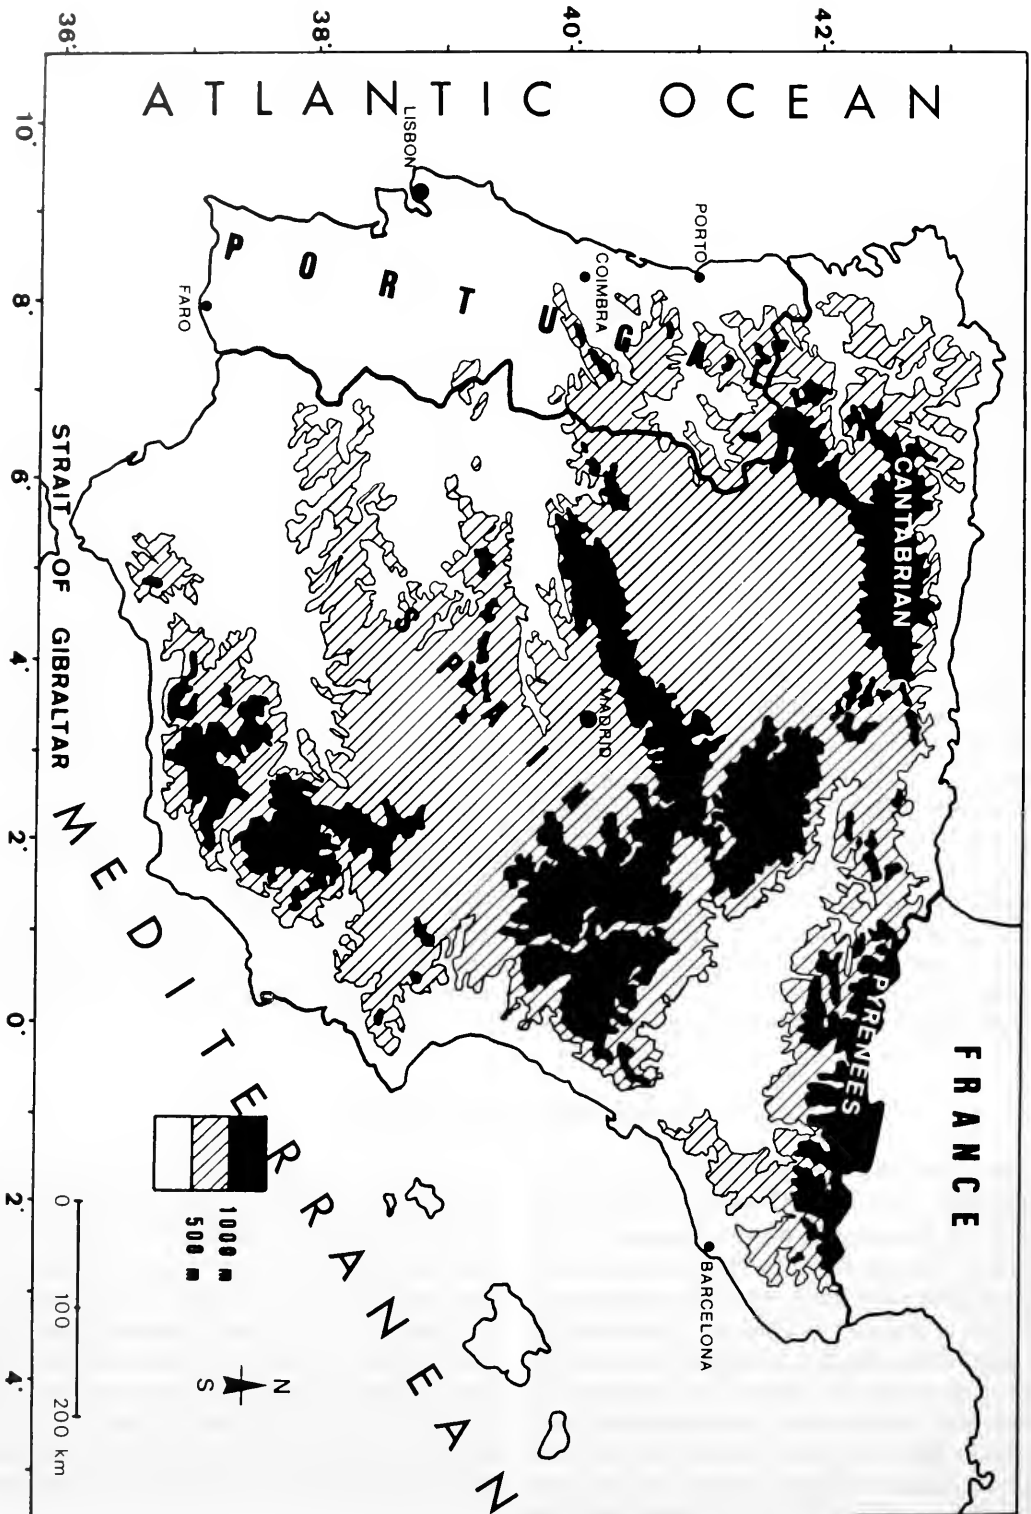 42°
40°
38°
36°
10°
8°
6°
4°
2°
0°
2°
4°
ATLANTIC OCEAN
FRANCE
CANTABRIAN
PYRENEES
PORTO
COIMBRA
LISBON
FARO
PORTUGAL
MADRID
SPAIN
BARCELONA
STRAIT OF GIBRALTAR
MEDITERRANEAN
1000 m
500 m
N
S
0 100 200 km